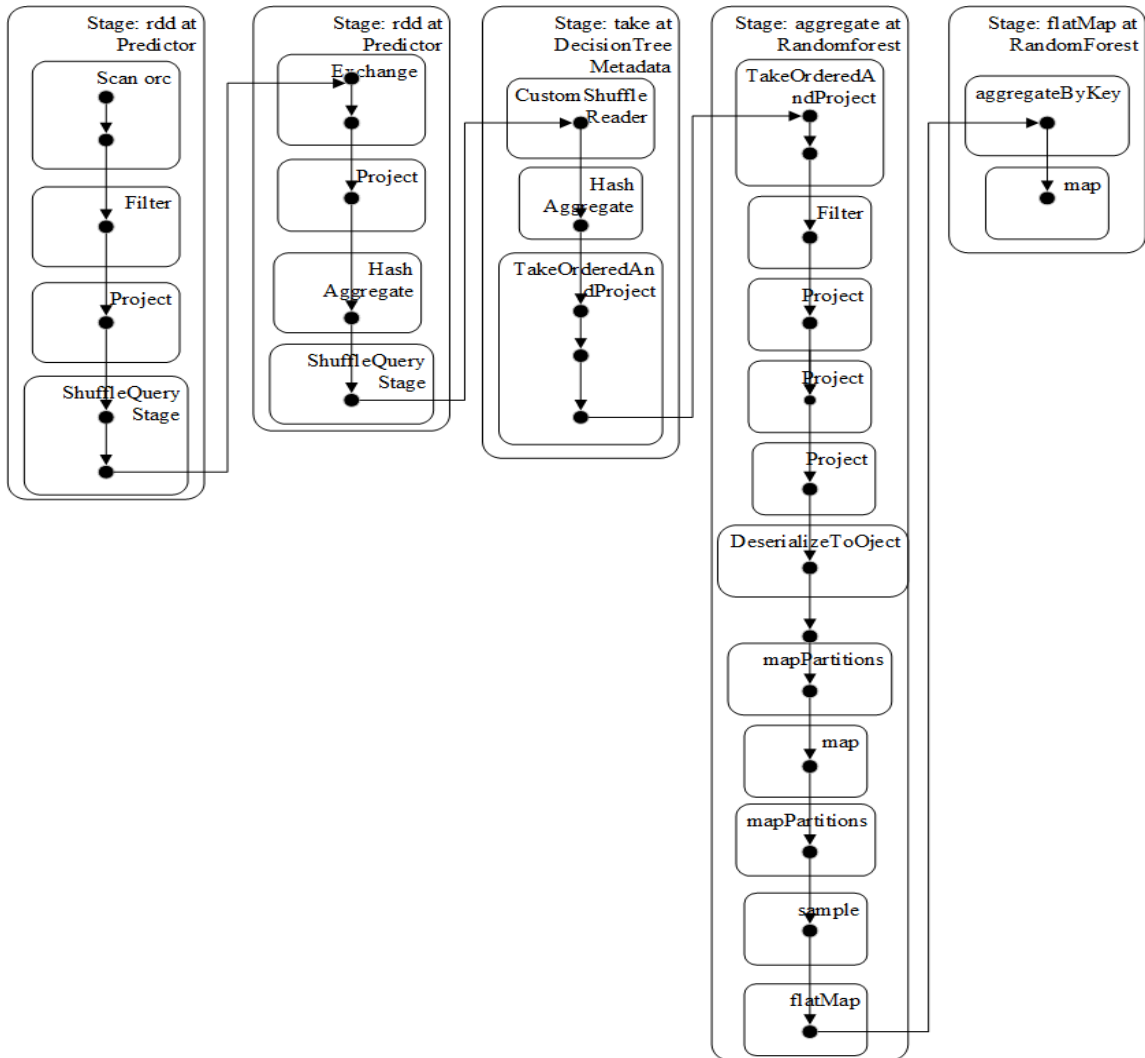 Stage: rdd at
Predictor
Scan orc
Filter
Project
ShuffleQuery
Stage
Stage: rdd at
Predictor
Exchange
Project
Hash
Aggregate
ShuffleQuery
Stage
Stage: take at
DecisionTree
Metadata
CustomShuffle
Reader
Hash
Aggregate
TakeOrderedAn
dProject
Stage: aggregate at
Randomforest
TakeOrderedA
ndProject
Filter
Project
Project
Project
DeserializeToOject
mapPartitions
map
mapPartitions
sample
flatMap
Stage: flatMap at
RandomForest
aggregateByKey
map